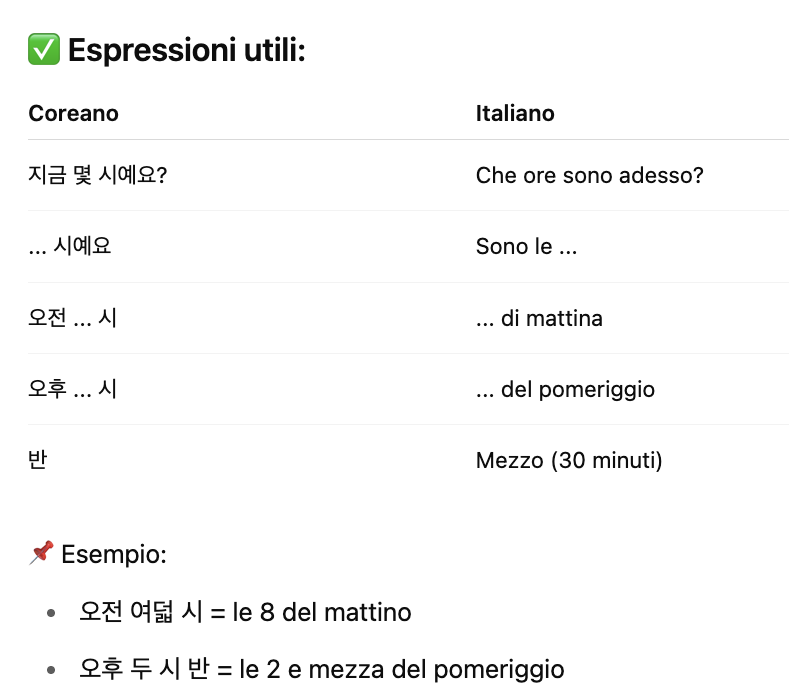 ✅ Espressioni utili:
Coreano Italiano
지금 몇 시예요? Che ore sono adesso?
... 시예요 Sono le ...
오전 ... 시 ... di mattina
오후 ... 시 ... del pomeriggio
반 Mezzo (30 minuti)
📌 Esempio:
• 오전 여덟 시 = le 8 del mattino
• 오후 두 시 반 = le 2 e mezza del pomeriggio